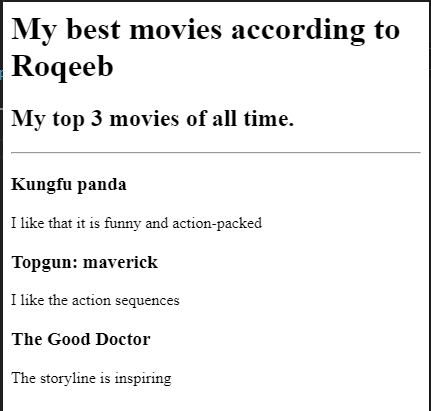 My best movies according to
Roqeeb
My top 3 movies of all time.
Kungfu panda
I like that it is funny and action-packed
Topgun: maverick
I like the action sequences
The Good Doctor
The storyline is inspiring